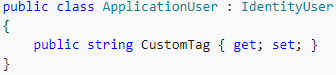 public class ApplicationUser : IdentityUser
{
    public string CustomTag { get; set; }
}